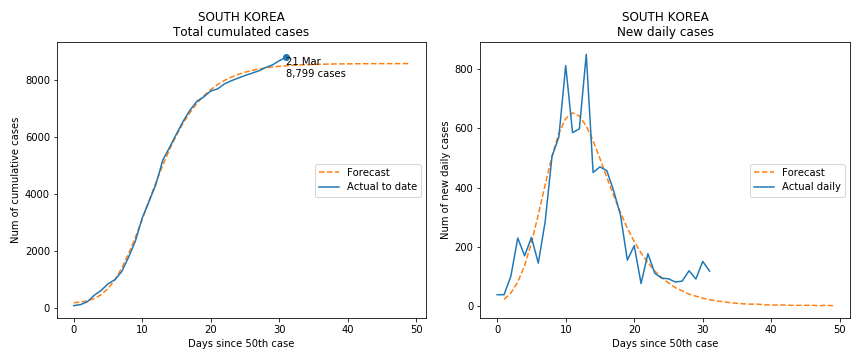 SOUTH KOREA
Total cumulated cases
Num of cumulative cases
8000
6000
4000
2000
0
21 Mar
8,799 cases
Forecast
Actual to date
0 10 20 30 40 50
Days since 50th case
SOUTH KOREA
New daily cases
Num of new daily cases
800
600
400
200
0
Forecast
Actual daily
0 10 20 30 40 50
Days since 50th case